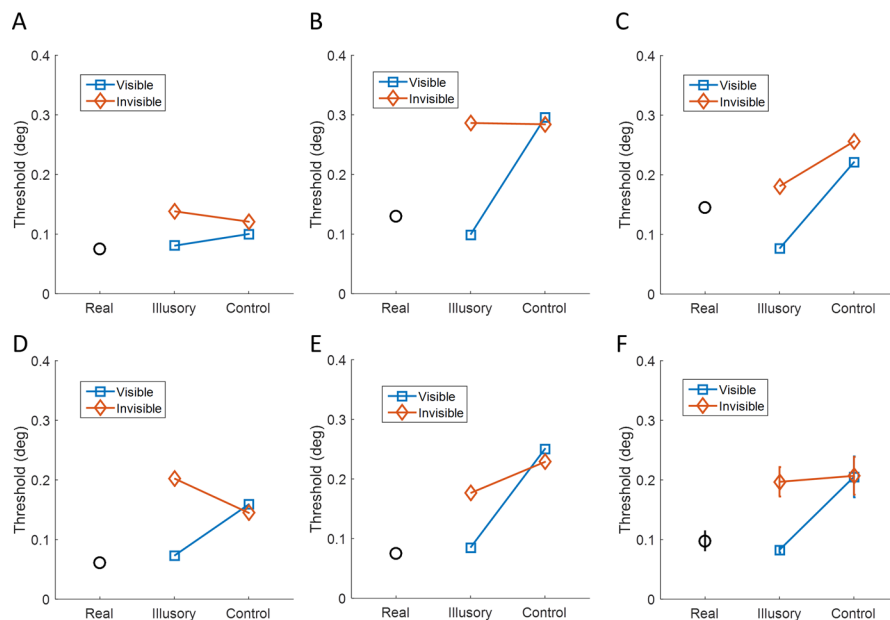 A
0.4
0.3
0.2
0.1
0
Threshold (deg)
Visible
Invisible
Real Illusory Control
B
0.4
0.3
0.2
0.1
0
Threshold (deg)
Visible
Invisible
Real Illusory Control
C
0.4
0.3
0.2
0.1
0
Threshold (deg)
Visible
Invisible
Real Illusory Control
D
0.4
0.3
0.2
0.1
0
Threshold (deg)
Visible
Invisible
Real Illusory Control
E
0.4
0.3
0.2
0.1
0
Threshold (deg)
Visible
Invisible
Real Illusory Control
F
0.4
0.3
0.2
0.1
0
Threshold (deg)
Visible
Invisible
Real Illusory Control